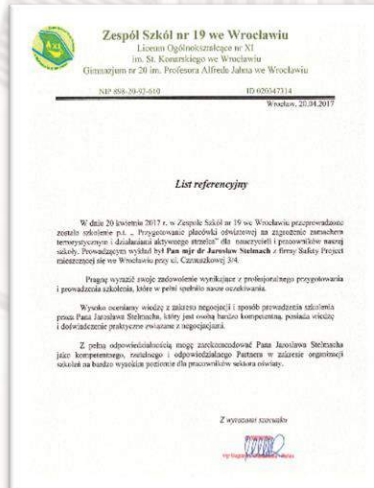 Zespół Szkół nr 19 we Wrocławiu
Liceum Ogólnokształcące nr XI
im. St. Konarskiego we Wrocławiu
Gimnazjum nr 20 im. Profesora Alfreda Jahna we Wrocławiu
NIP 898-20-92-610 ID 020347314
Wrocław, 20.04.2017
List referencyjny
W dniu 20 kwietnia 2017 r. w Zespole Szkół nr 19 we Wrocławiu przeprowadzone
zostało szkolenie p.t. „ Przygotowanie placówki oświatowej na zagrożenie zamachem
terrorystycznym i działaniami aktywnego strzelca” dla nauczycieli i pracowników naszej
szkoły. Prowadzącym wykład był Pan mjr dr Jarosław Stelmach z firmy Safety Project
mieszczącej się we Wrocławiu przy ul. Czarnuszkowej 3/4.
Pragnę wyrazić swoje zadowolenie wynikające z profesjonalnego przygotowania
i prowadzenia szkolenia, które w pełni spełniło nasze oczekiwania.
Wysoko oceniamy wiedzę z zakresu negocjacji i sposób prowadzenia szkolenia
przez Pana Jarosława Stelmacha, który jest osobą bardzo kompetentną, posiada wiedzę
i doświadczenie praktyczne związane z negocjacjami.
Z pełną odpowiedzialnością mogę zarekomendować Pana Jarosława Stelmacha
jako kompetentnego, rzetelnego i odpowiedzialnego Partnera w zakresie organizacji
szkoleń na bardzo wysokim poziomie dla pracowników sektora oświaty.
Z wyrazami szacunku